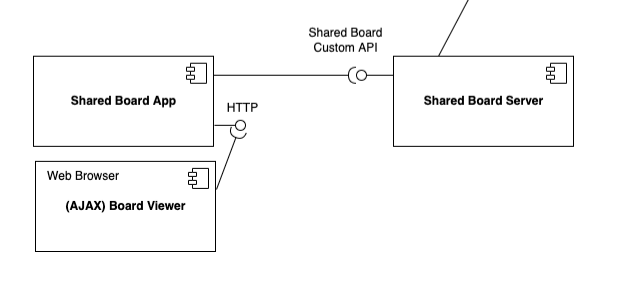 Shared Board
Custom API
Shared Board App
Shared Board Server
HTTP
Web Browser
(AJAX) Board Viewer